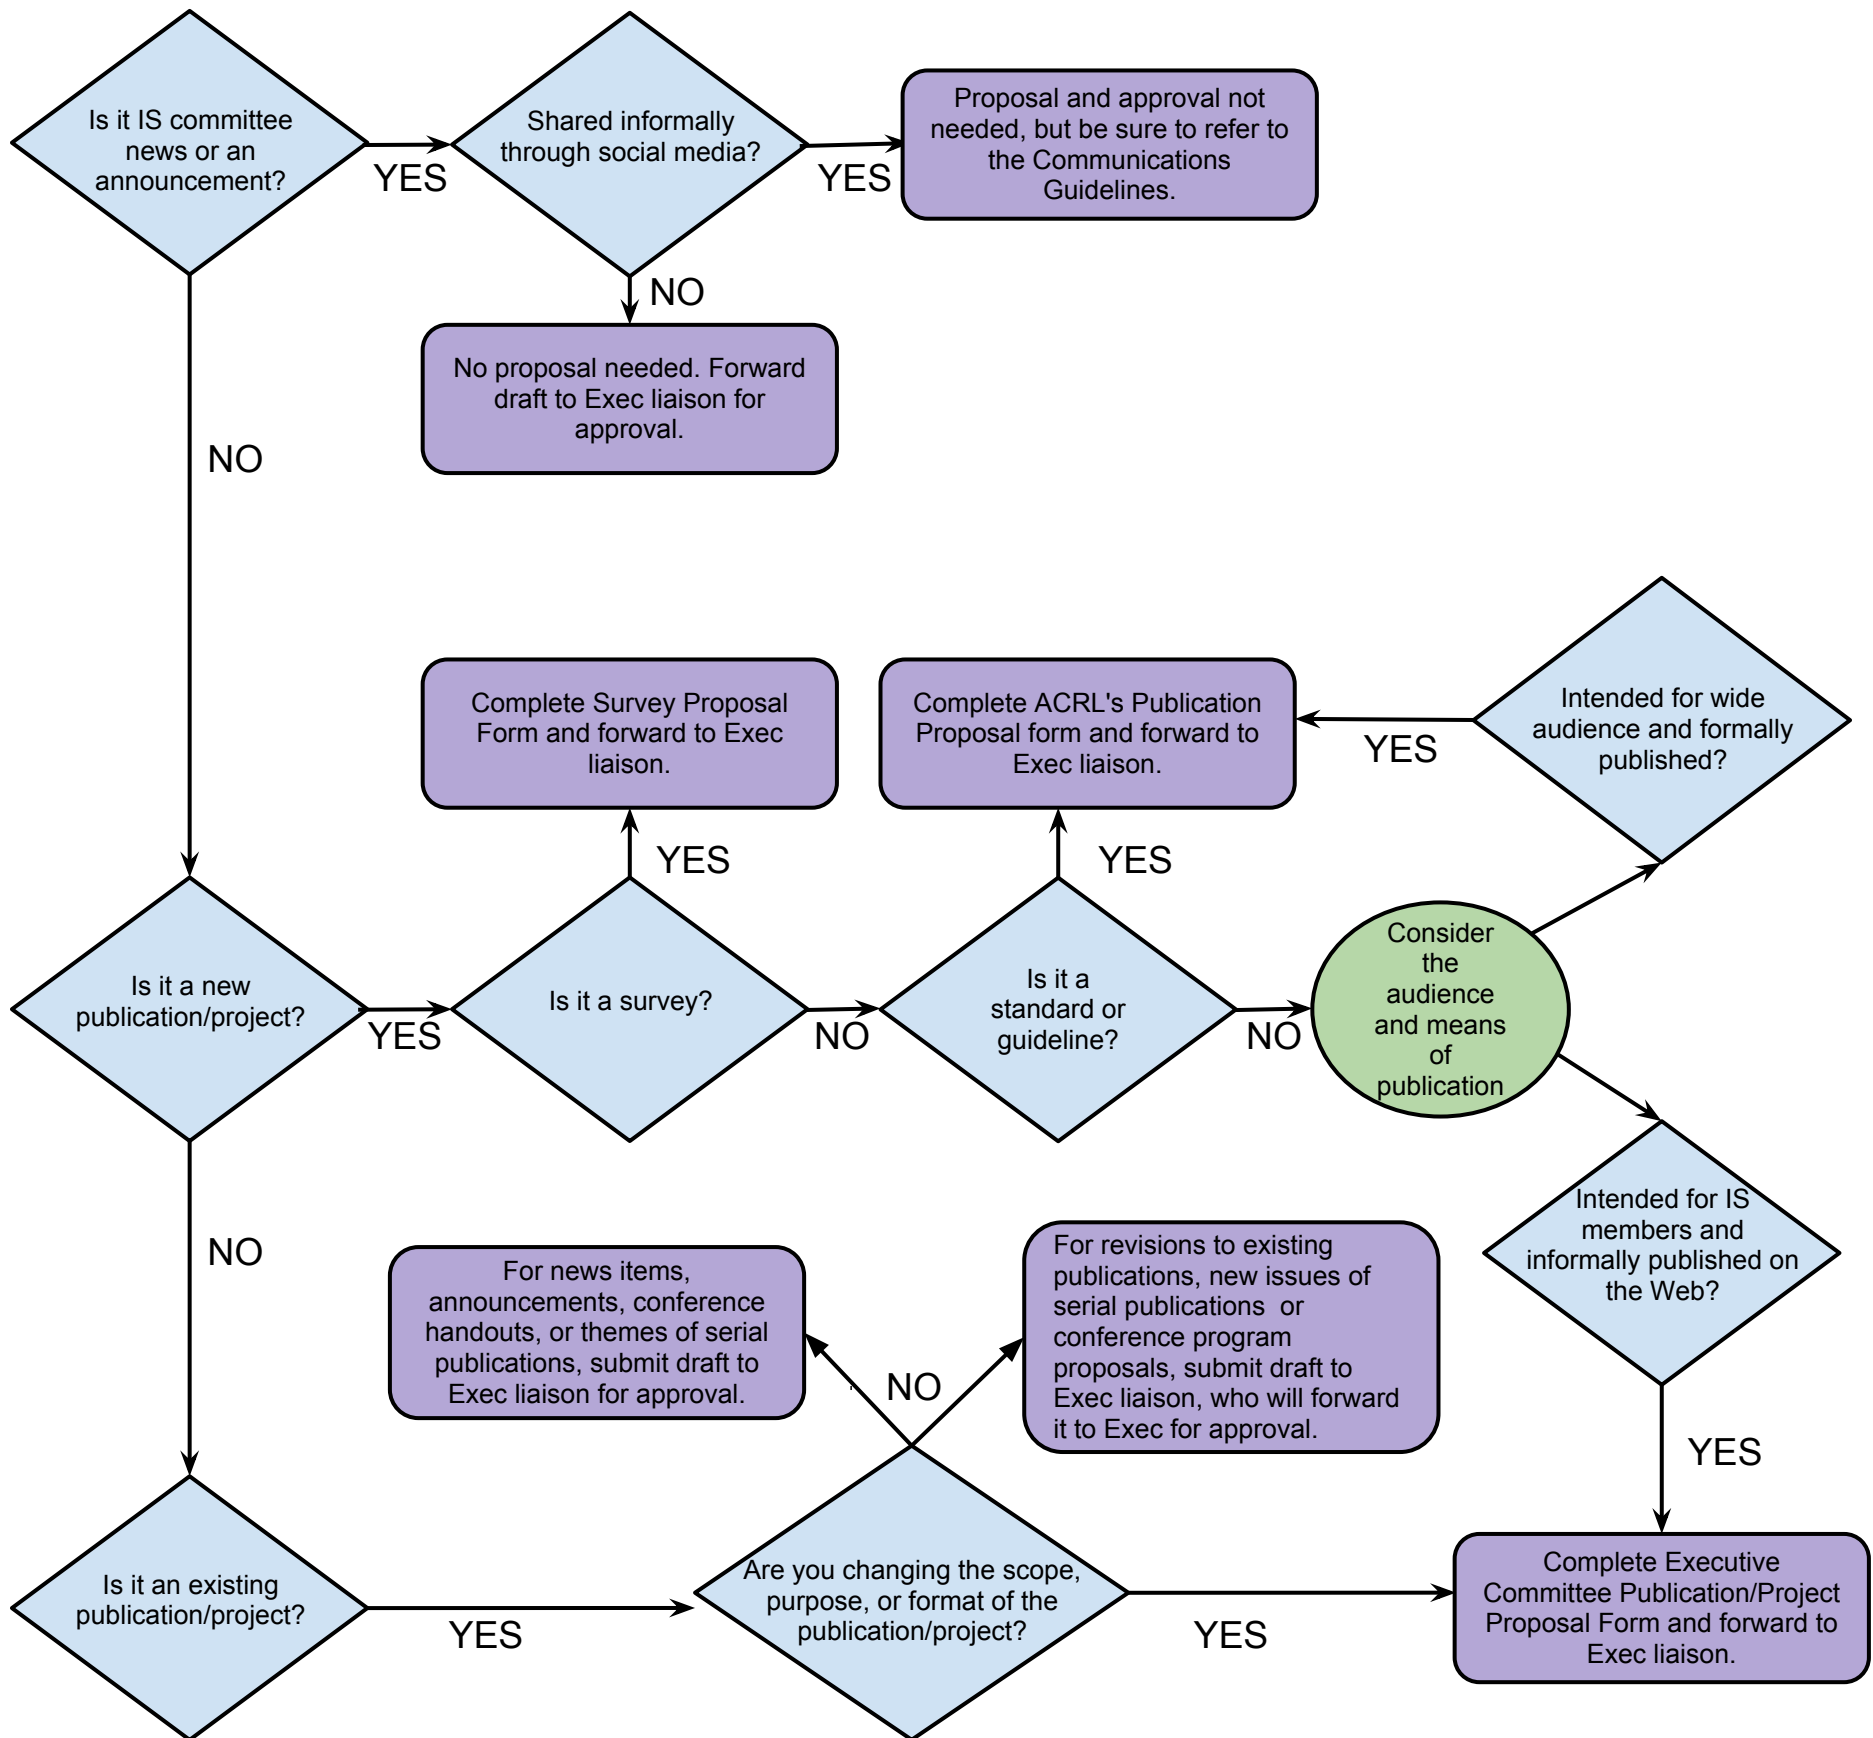 Is it IS committee
news or an
announcement?
YES
Shared informally
through social media?
YES
Proposal and approval not
needed, but be sure to refer to
the Communications
Guidelines.
NO
No proposal needed. Forward
draft to Exec liaison for
approval.
NO
Complete Survey Proposal
Form and forward to Exec
liaison.
Complete ACRL's Publication
Proposal form and forward to
Exec liaison.
YES
Intended for wide
audience and formally
published?
YES
YES
Is it a new
publication/project?
YES
Is it a survey?
NO
Is it a
standard or
guideline?
NO
Consider
the
audience
and means
of
publication
NO
For news items,
announcements, conference
handouts, or themes of serial
publications, submit draft to
Exec liaison for approval.
NO
For revisions to existing
publications, new issues of
serial publications or
conference program
proposals, submit draft to
Exec liaison, who will forward
it to Exec for approval.
Intended for IS
members and
informally published on
the Web?
YES
Is it an existing
publication/project?
YES
Are you changing the scope,
purpose, or format of the
publication/project?
YES
Complete Executive
Committee Publication/Project
Proposal Form and forward to
Exec liaison.